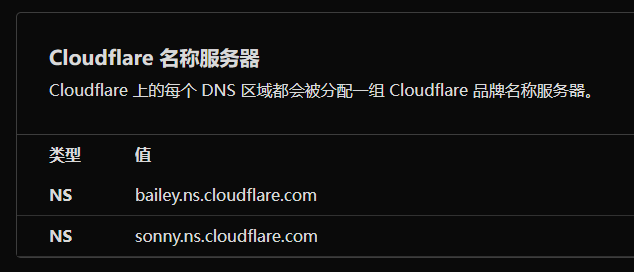 Cloudflare 名称服务器
Cloudflare 上的每个 DNS 区域都会被分配一组 Cloudflare 品牌名称服务器。
类型 值
NS bailey.ns.cloudflare.com
NS sonny.ns.cloudflare.com